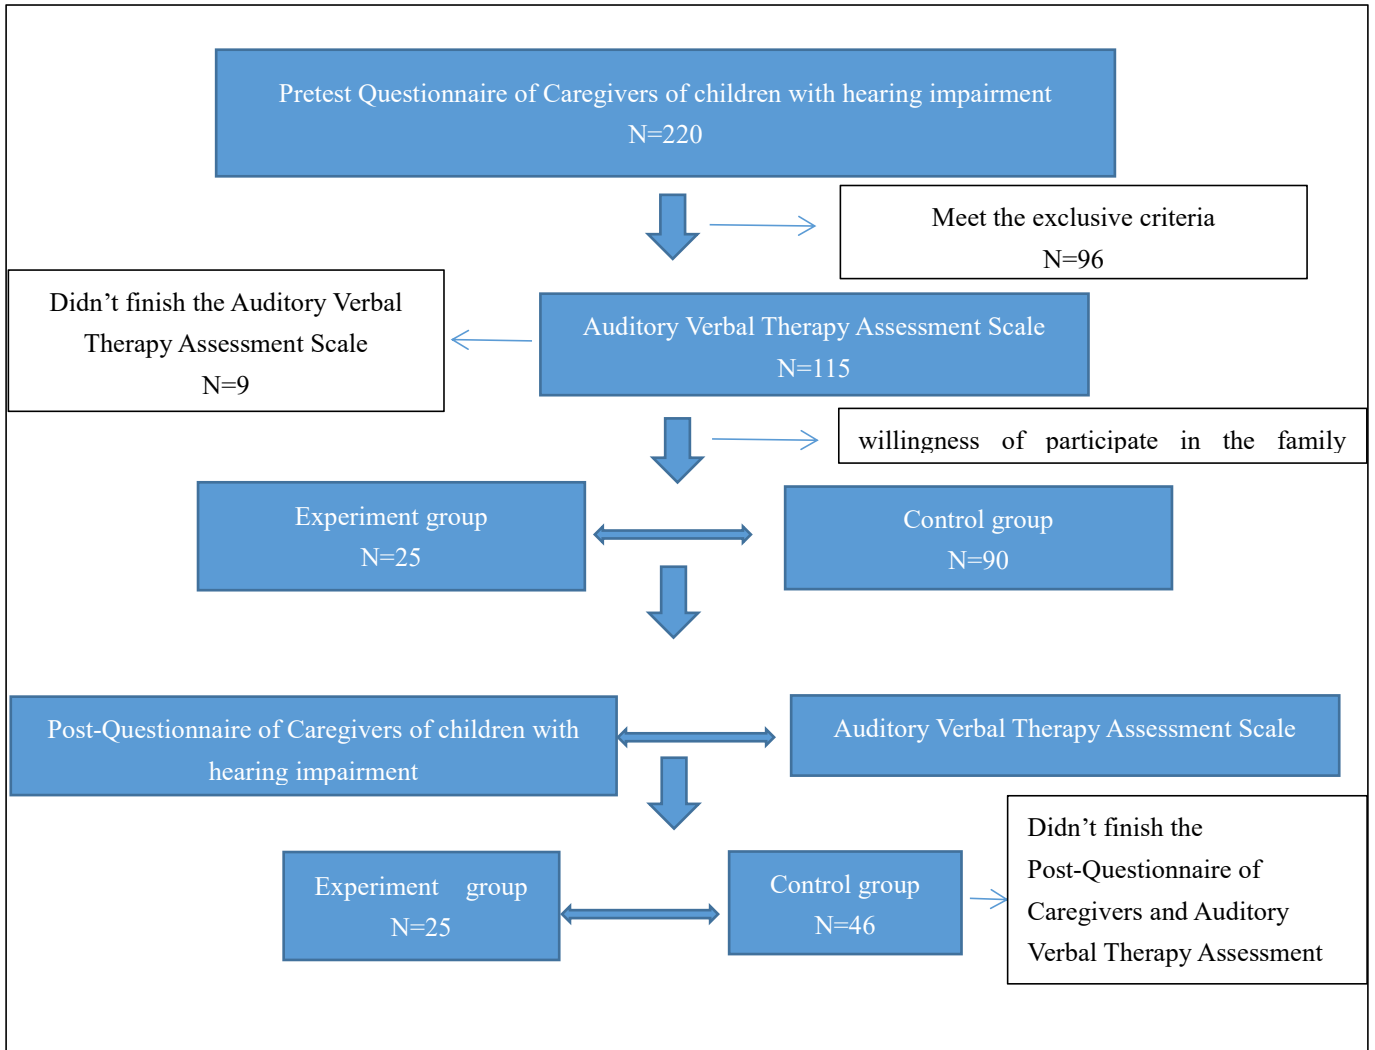 Pretest Questionnaire of Caregivers of children with hearing impairment
N=220
Meet the exclusive criteria
N=96
Didn’t finish the Auditory Verbal
Therapy Assessment Scale
N=9
Auditory Verbal Therapy Assessment Scale
N=115
willingness of participate in the family
Experiment group
N=25
Control group
N=90
Post-Questionnaire of Caregivers of children with
hearing impairment
Auditory Verbal Therapy Assessment Scale
Experiment group
N=25
Control group
N=46
Didn’t finish the
Post-Questionnaire of
Caregivers and Auditory
Verbal Therapy Assessment